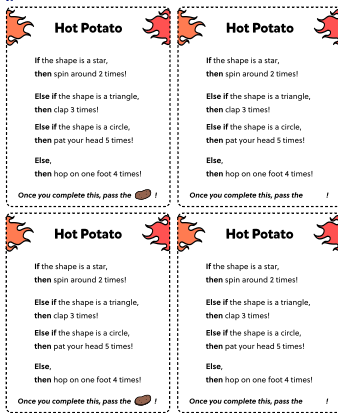 Hot Potato
If the shape is a star,
then spin around 2 times!
Else if the shape is a triangle,
then clap 3 times!
Else if the shape is a circle,
then pat your head 5 times!
Else,
then hop on one foot 4 times!
Once you complete this, pass the !
Hot Potato
If the shape is a star,
then spin around 2 times!
Else if the shape is a triangle,
then clap 3 times!
Else if the shape is a circle,
then pat your head 5 times!
Else,
then hop on one foot 4 times!
Once you complete this, pass the !
Hot Potato
If the shape is a star,
then spin around 2 times!
Else if the shape is a triangle,
then clap 3 times!
Else if the shape is a circle,
then pat your head 5 times!
Else,
then hop on one foot 4 times!
Once you complete this, pass the !
Hot Potato
If the shape is a star,
then spin around 2 times!
Else if the shape is a triangle,
then clap 3 times!
Else if the shape is a circle,
then pat your head 5 times!
Else,
then hop on one foot 4 times!
Once you complete this, pass the !